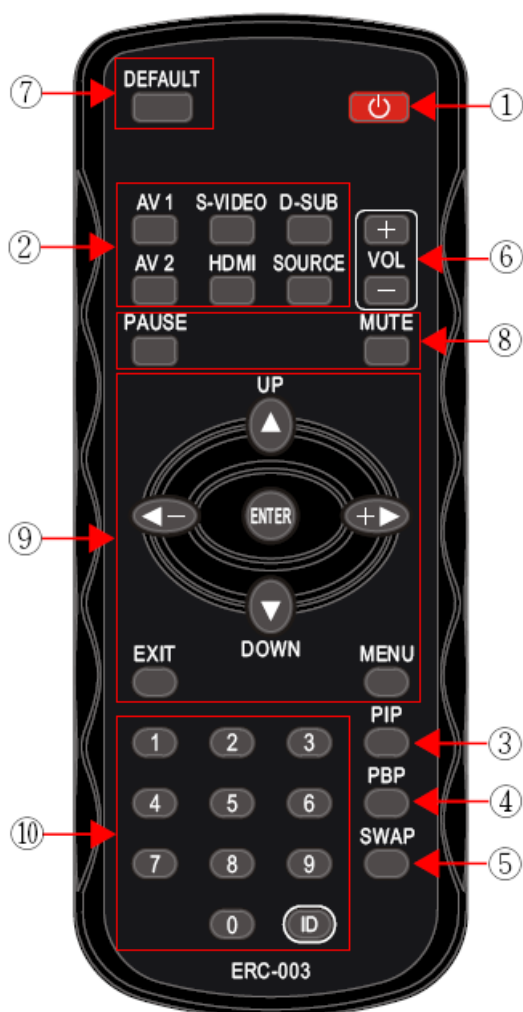 DEFAULT
⑦ ①
AV 1 S-VIDEO D-SUB
+
② AV 2 HDMI SOURCE VOL ⑥
−
PAUSE MUTE ⑧
UP
⑨ − ENTER +
DOWN
EXIT MENU
PIP
1 2 3 ③
PBP
4 5 6 ④
⑩ SWAP
7 8 9 ⑤
0 ID
ERC-003